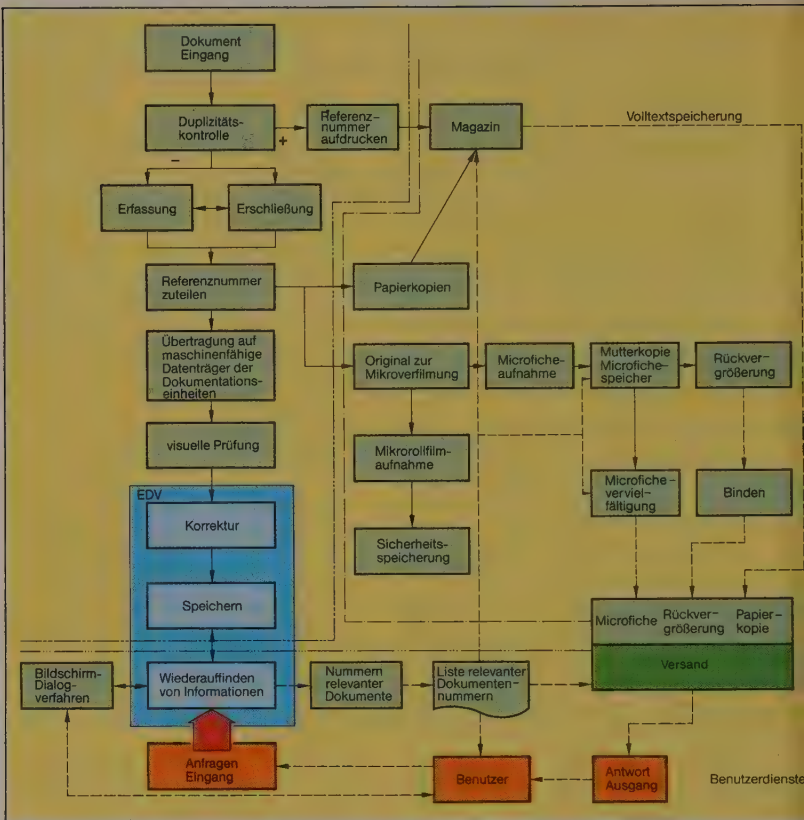 Dokument
Eingang
Duplizitäts-
kontrolle
+
–
Referenz-
nummer
aufdrucken
Magazin
Volltextspeicherung
Erfassung
Erschließung
Referenznummer
zuteilen
Papierkopien
Übertragung auf
maschinenfähige
Datenträger der
Dokumentations-
einheiten
Original zur
Mikroverfilmung
Microfiche-
aufnahme
Mutterkopie
Microfiche-
speicher
Rückver-
größerung
visuelle Prüfung
Mikrorollfilm-
aufnahme
Microfiche-
verviel-
fältigung
Binden
EDV
Korrektur
Sicherheits-
speicherung
Speichern
Microfiche
Rückver-
größerung
Papier-
kopie
Versand
Bildschirm-
Dialog-
verfahren
Wiederauffinden
von Informationen
Nummern
relevanter
Dokumente
Liste relevanter
Dokumenten-
nummern
Anfragen
Eingang
Benutzer
Antwort
Ausgang
Benutzerdienste